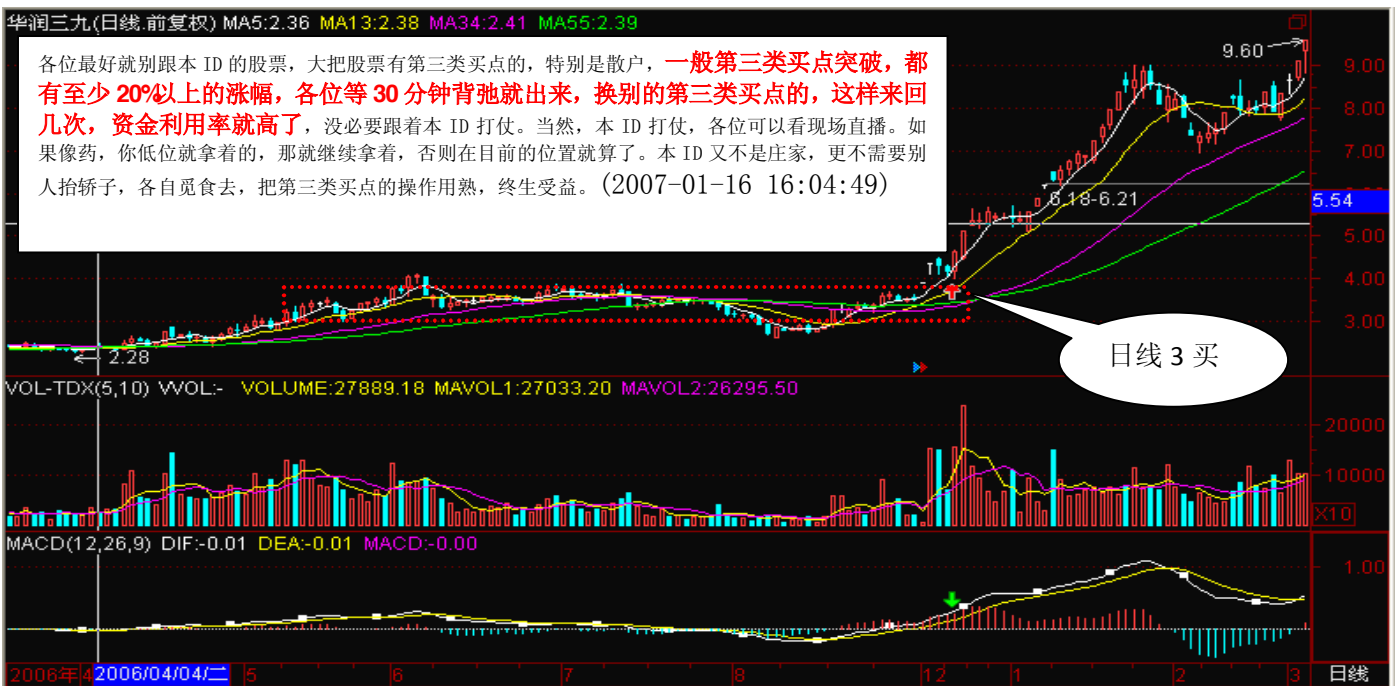 华润三九(日线.前复权) MA5:2.36 MA13:2.38 MA34:2.41 MA55:2.39
各位最好就别跟本 ID 的股票，大把股票有第三类买点的，特别是散户，一般第三类买点突破，都
有至少 20%以上的涨幅，各位等 30 分钟背弛就出来，换别的第三类买点的，这样来回
几次，资金利用率就高了，没必要跟着本 ID 打仗。当然，本 ID 打仗，各位可以看现场直播。如
果像药，你低位就拿着的，那就继续拿着，否则在目前的位置就算了。本 ID 又不是庄家，更不需要别
人抬轿子，各自觅食去，把第三类买点的操作用熟，终生受益。(2007-01-16 16:04:49)
9.60
9.00
8.00
7.00
6.18-6.21
5.54
5.00
4.00
3.00
2.28
日线 3 买
VOL-TDX(5,10) VVOL:- VOLUME:27889.18 MAVOL1:27033.20 MAVOL2:26295.50
20000
10000
X10
MACD(12,26,9) DIF:-0.01 DEA:-0.01 MACD:-0.00
1.00
2006年 4 2006/04/04/二 5 6 7 8 12 1 2 3 日线